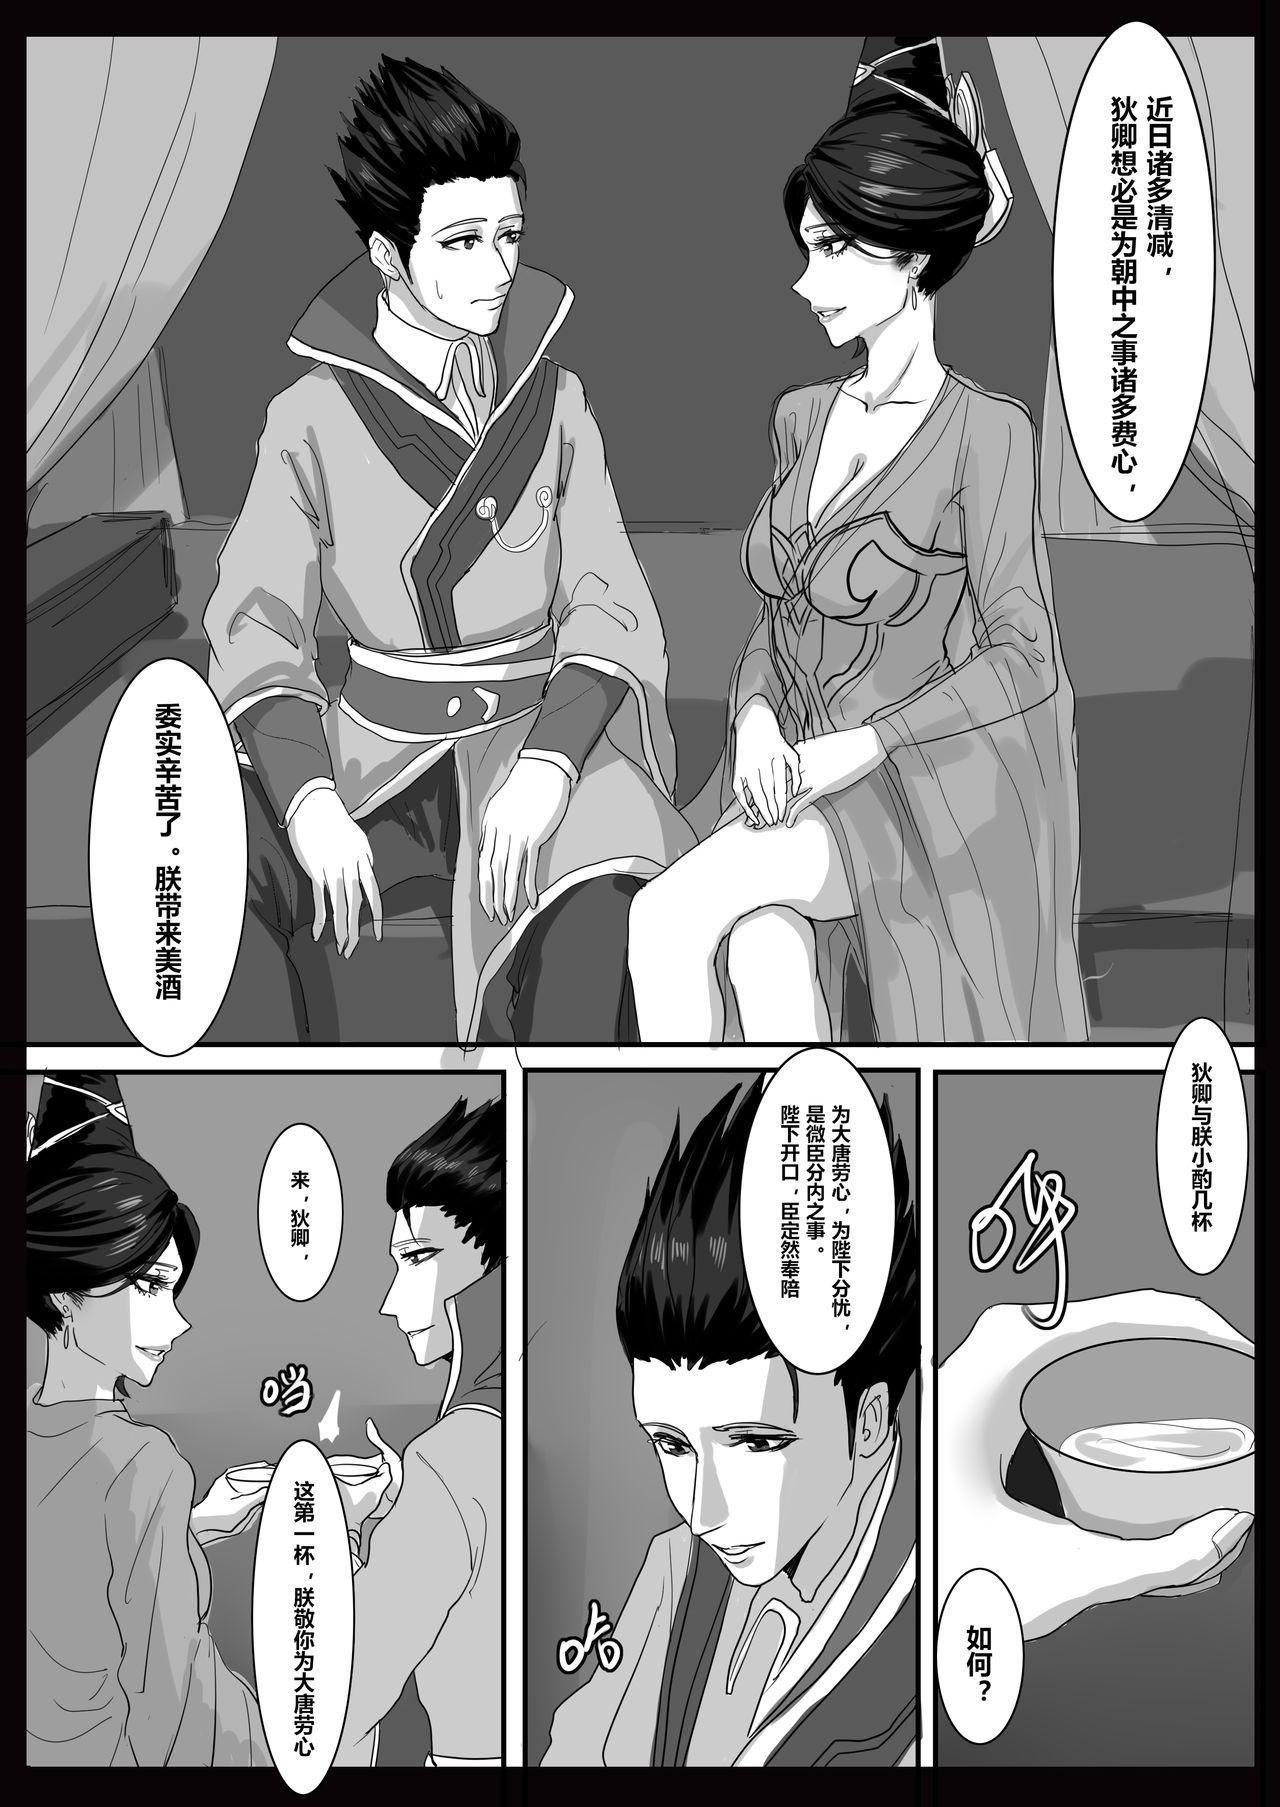 近日诸多清减，
狄卿想必是为朝中之事诸多费心，
委实辛苦了。朕带来美酒
狄卿与朕小酌几杯
如何？
为大唐劳心，为陛下分忧，
是微臣分内之事。
陛下开口，臣定然奉陪
来，狄卿，
当
这第一杯，朕敬你为大唐劳心